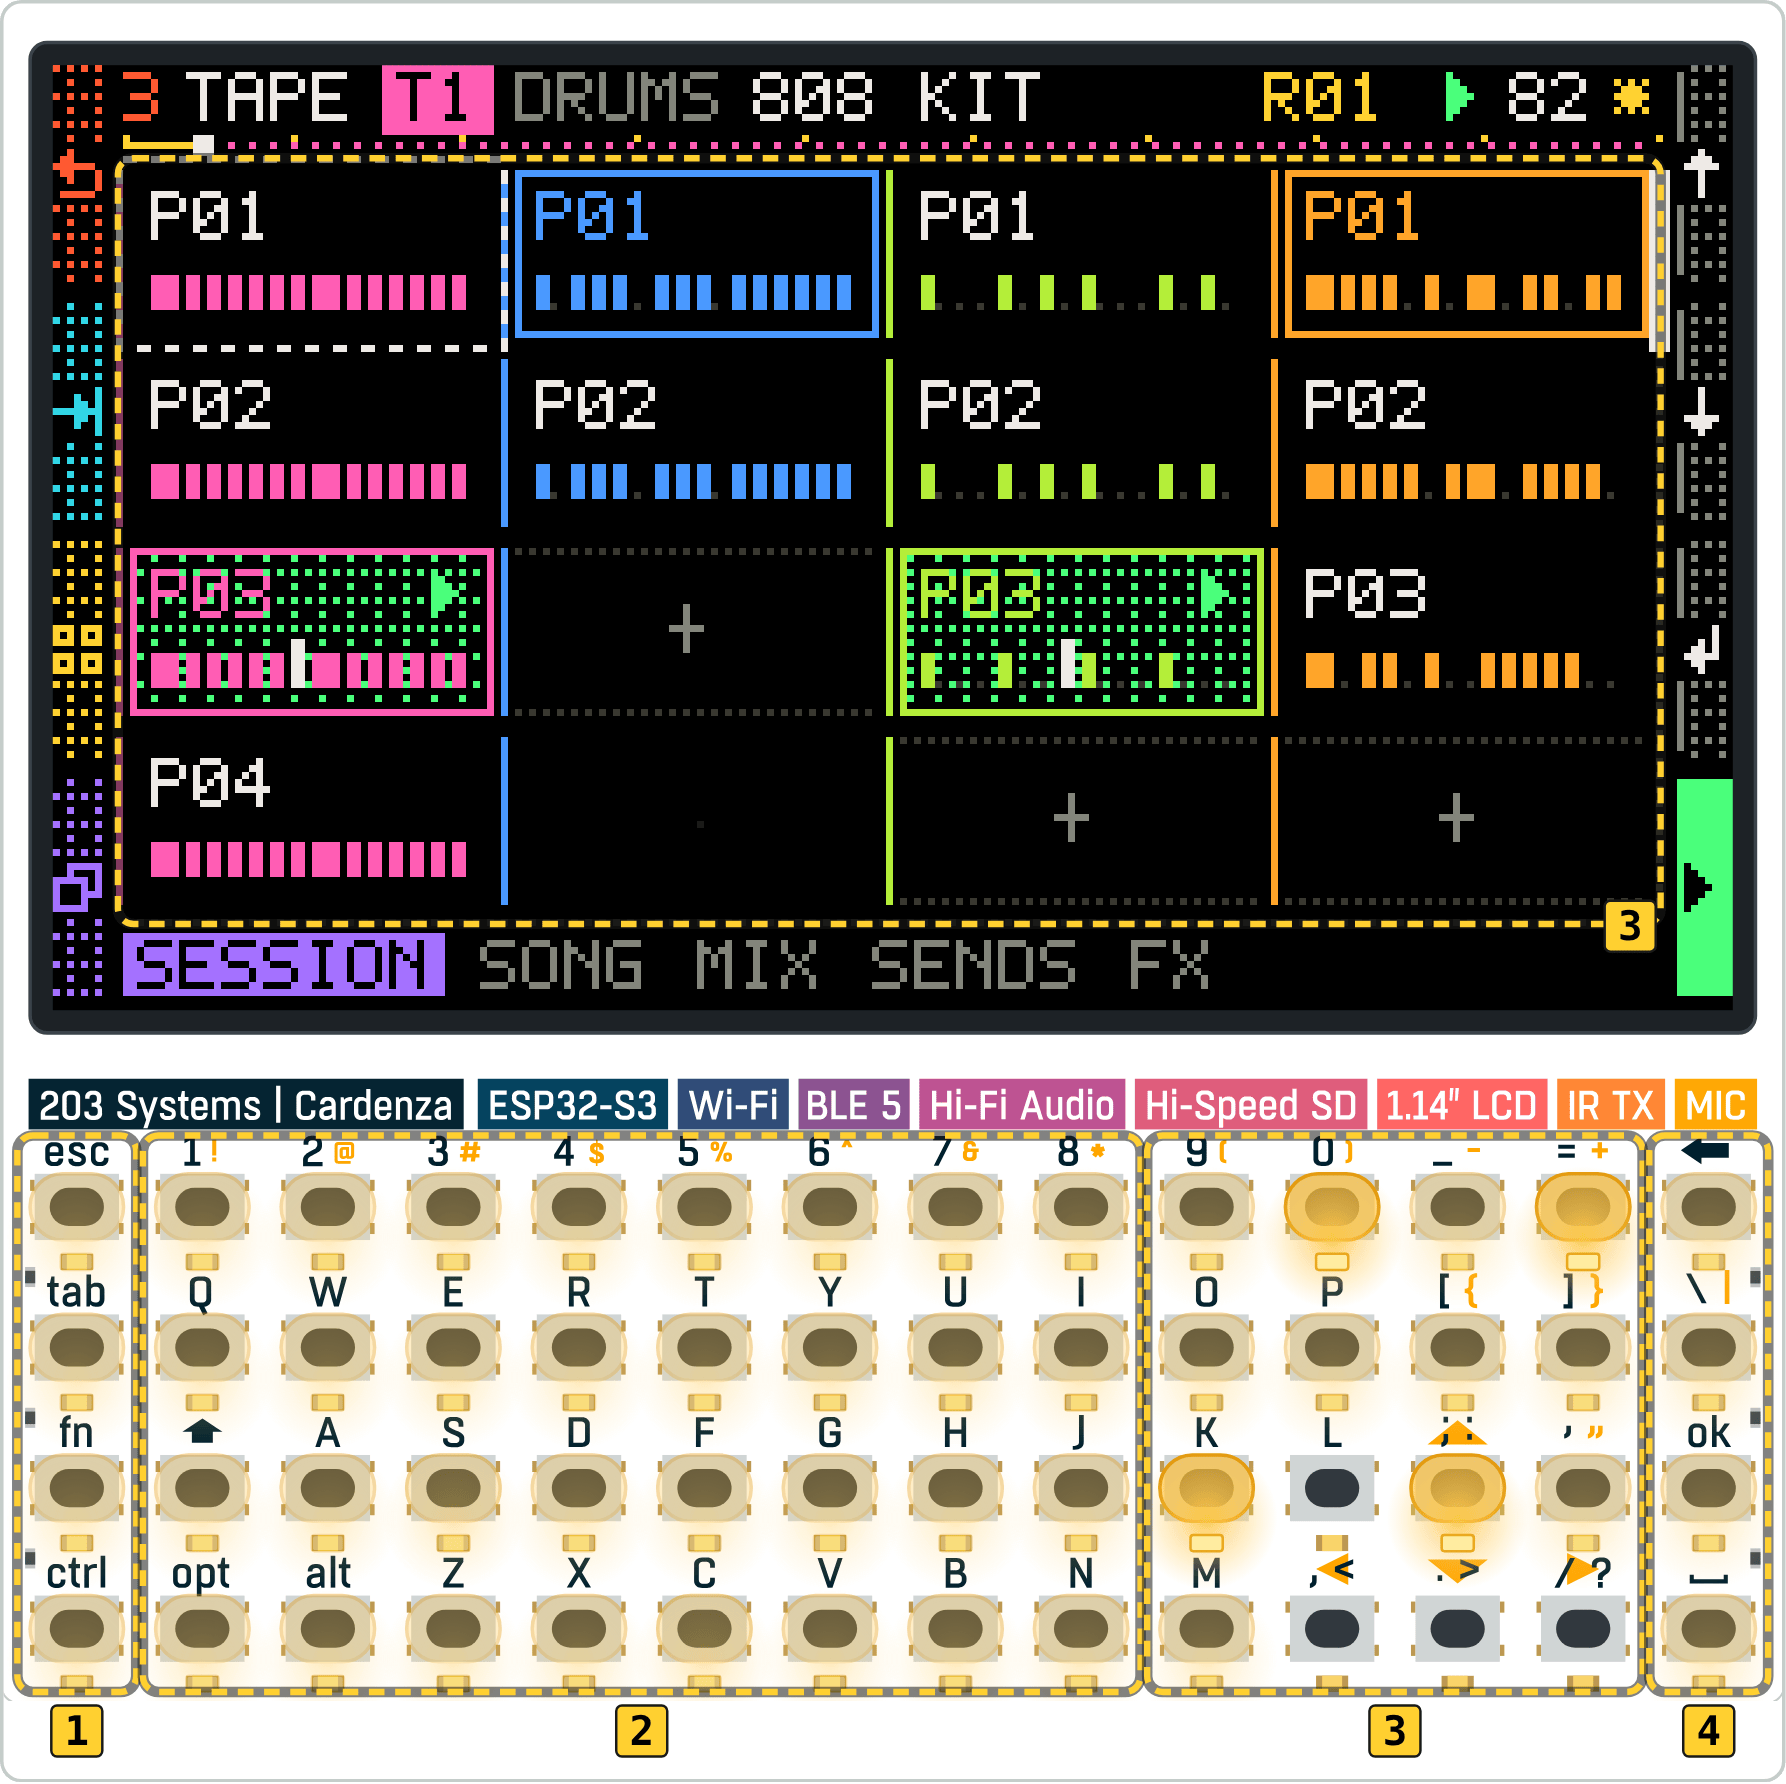 3 TAPE T1 DRUMS 808 KIT R01 82
P01 P01 P01 P01
P02 P02 P02 P02
P03 + P03 P03
P04 + +
3
SESSION SONG MIX SENDS FX
203 Systems | Cardenza ESP32-S3 Wi-Fi BLE 5 Hi-Fi Audio Hi-Speed SD 1.14" LCD IR TX MIC
esc 1 ! 2 @ 3 # 4 $ 5 % 6 ^ 7 & 8 * 9 ( 0 ) _ - = +
tab Q W E R T Y U I O P [ { ] } \ |
fn A S D F G H J K L ; : ' " ok
ctrl opt alt Z X C V B N M , < . > / ?
1 2 3 4